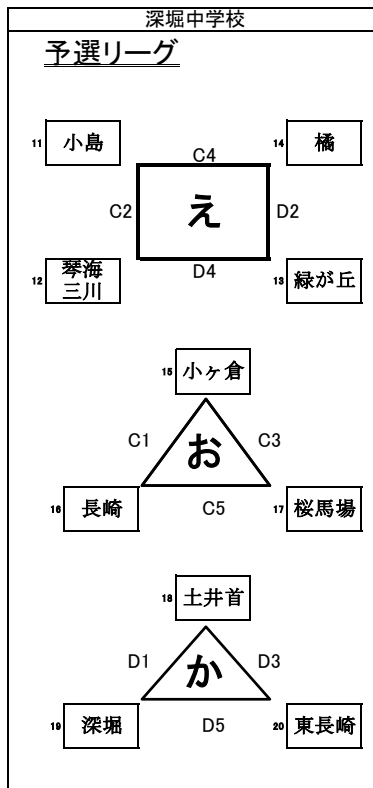 深堀中学校
予選リーグ
11 小島
C4
14 橘
C2
え
D2
12 琴海
三川
D4
13 緑が丘
15 小ヶ倉
C1
お
C3
16 長崎
C5
17 桜馬場
18 土井首
D1
か
D3
19 深堀
D5
20 東長崎